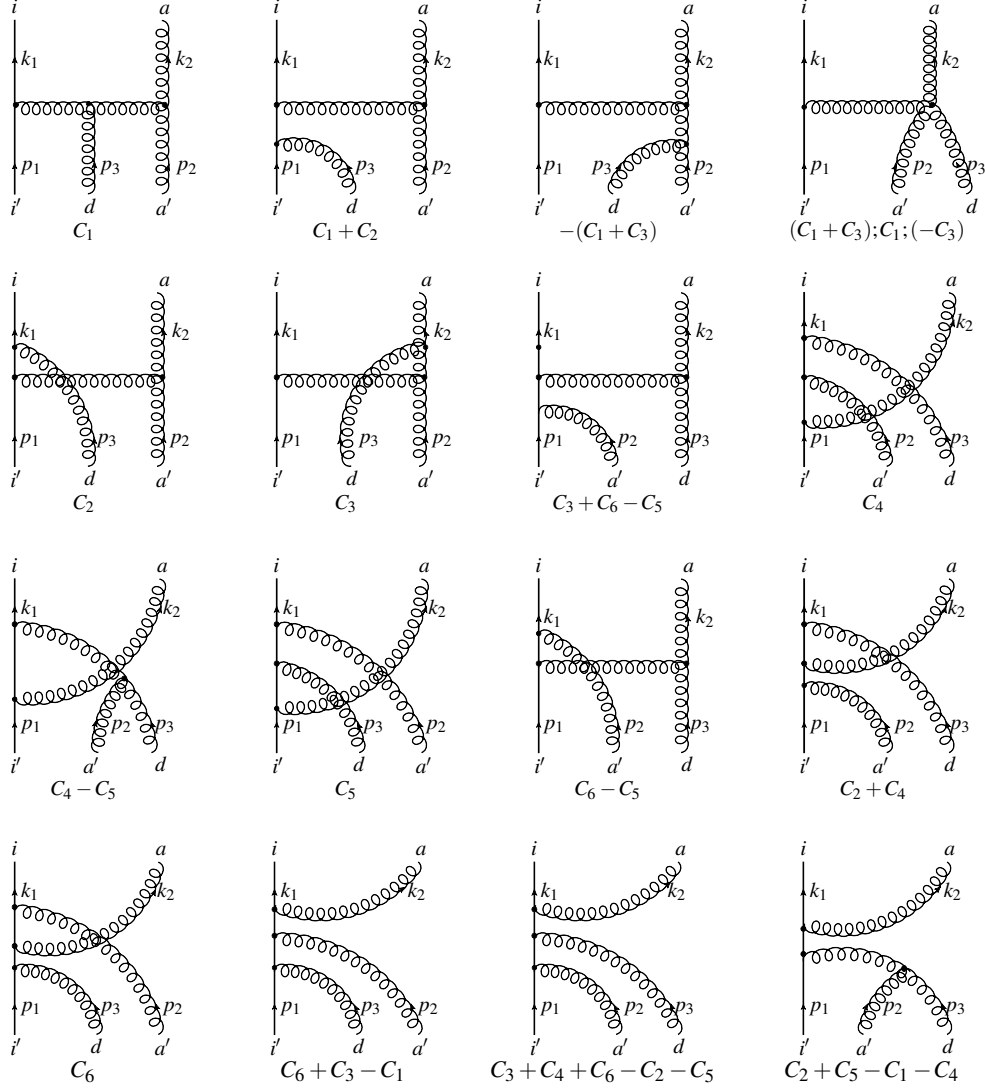 i a i a i a
k₁ k₂ k₁ k₂ k₁ k₂ k₁ k₂
p₁ p₃ p₂ p₁ p₃ p₂ p₁ p₃ p₂ p₁ p₂ p₃
i′ d a′ i′ d a′ i′ d a′ i′ a′ d
C₁ C₁ + C₂ −(C₁ + C₃) (C₁ + C₃);C₁;(−C₃)
i a i a i a i a
k₁ k₂ k₁ k₂ k₁ k₂ k₁ k₂
p₁ p₃ p₂ p₁ p₃ p₂ p₁ p₂ p₃ p₁ p₂ p₃
i′ d a′ i′ d a′ i′ a′ d i′ a′ d
C₂ C₃ C₃ + C₆ − C₅ C₄
i a i a i a i a
k₁ k₂ k₁ k₂ k₁ k₂ k₁ k₂
p₁ p₂ p₃ p₁ p₃ p₂ p₁ p₂ p₃ p₁ p₂ p₃
i′ a′ d i′ d a′ i′ a′ d i′ a′ d
C₄ − C₅ C₅ C₆ − C₅ C₂ + C₄
i a i a i a i a
k₁ k₂ k₁ k₂ k₁ k₂ k₁ k₂
p₁ p₃ p₂ p₁ p₃ p₂ p₁ p₂ p₃ p₁ p₂ p₃
i′ d a′ i′ d a′ i′ a′ d i′ a′ d
C₆ C₆ + C₃ − C₁ C₃ + C₄ + C₆ − C₂ − C₅ C₂ + C₅ − C₁ − C₄